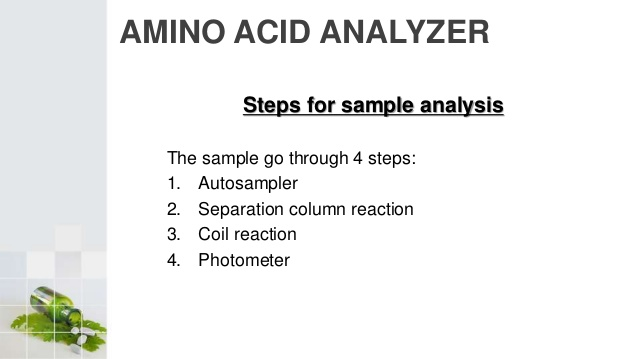 AMINO ACID ANALYZER
Steps for sample analysis
The sample go through 4 steps:
1. Autosampler
2. Separation column reaction
3. Coil reaction
4. Photometer